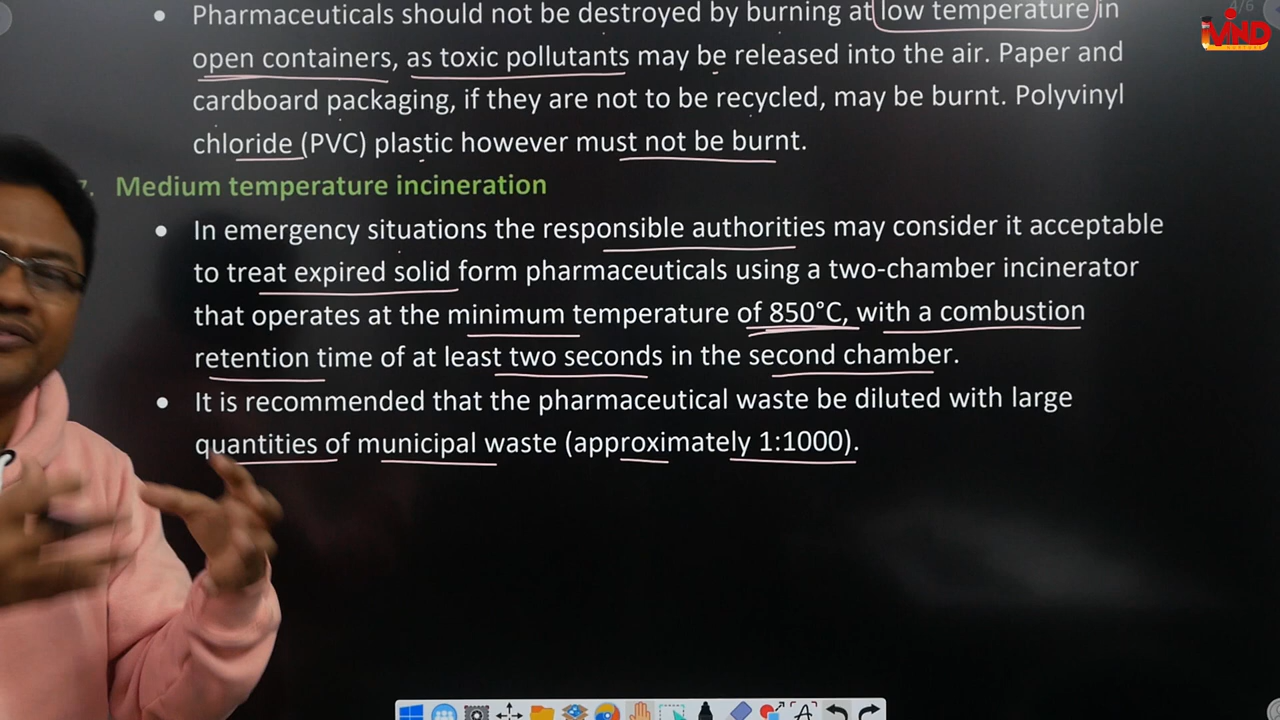 • Pharmaceuticals should not be destroyed by burning at low temperature in
open containers, as toxic pollutants may be released into the air. Paper and
cardboard packaging, if they are not to be recycled, may be burnt. Polyvinyl
chloride (PVC) plastic however must not be burnt.
7. Medium temperature incineration
• In emergency situations the responsible authorities may consider it acceptable
to treat expired solid form pharmaceuticals using a two-chamber incinerator
that operates at the minimum temperature of 850°C, with a combustion
retention time of at least two seconds in the second chamber.
• It is recommended that the pharmaceutical waste be diluted with large
quantities of municipal waste (approximately 1:1000).
4/6
iVIND